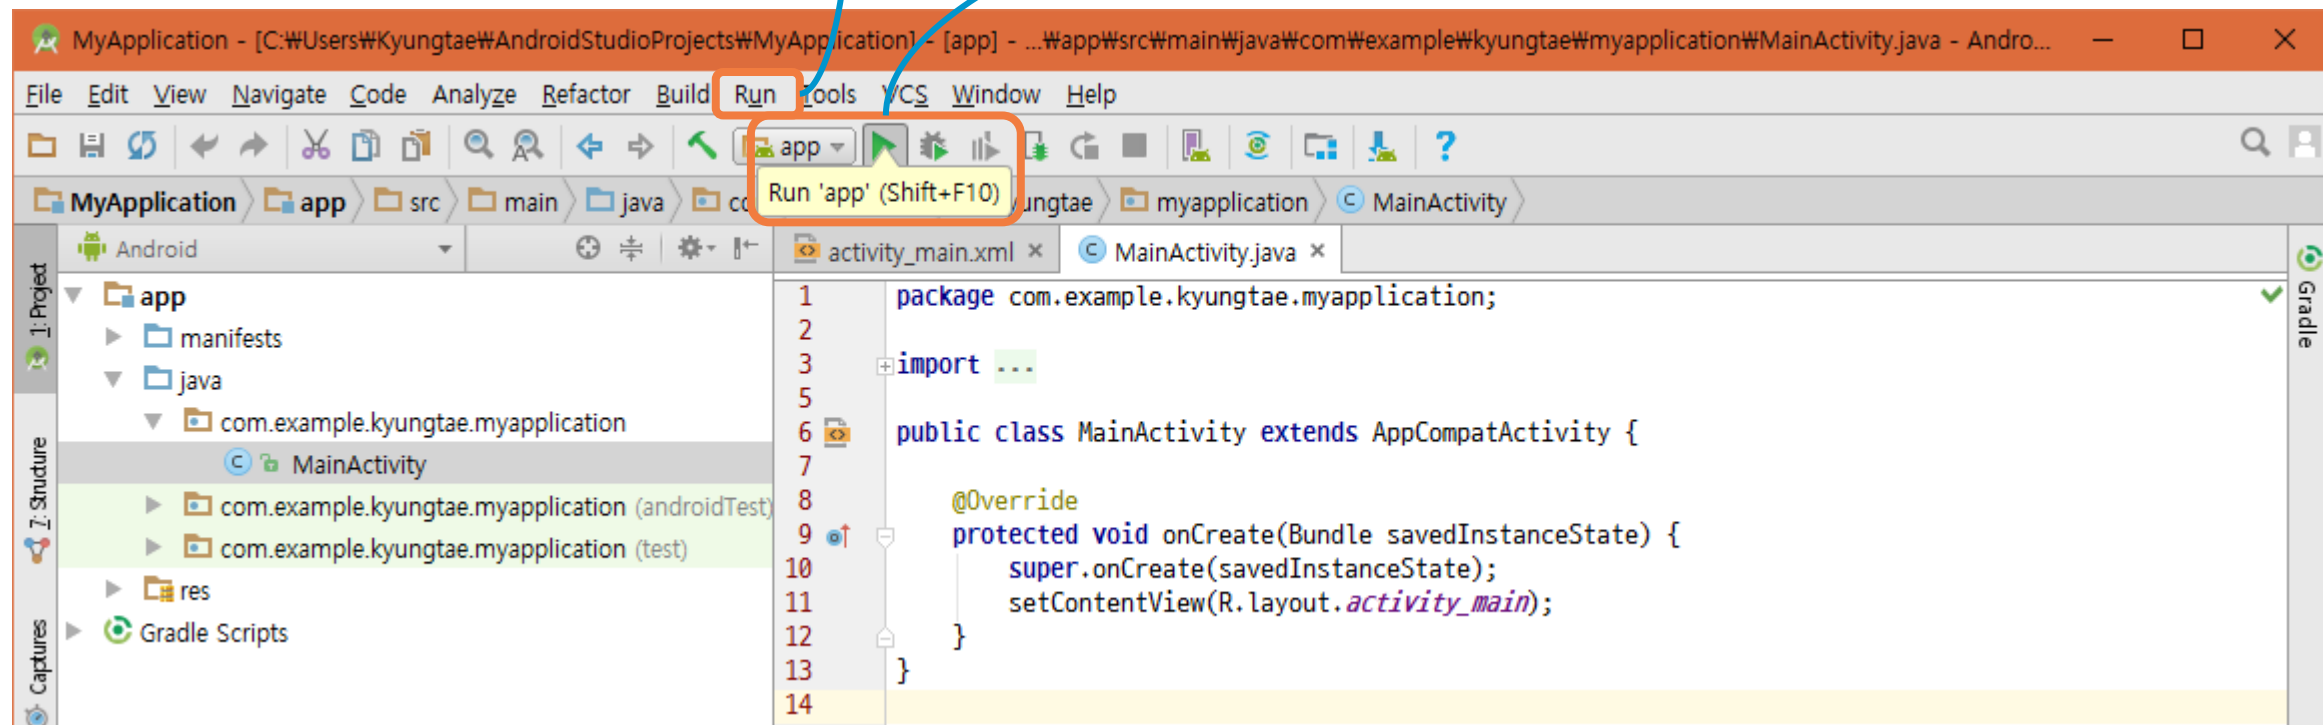 MyApplication - [C:₩Users₩Kyungtae₩AndroidStudioProjects₩MyApplication] - [app] - ...₩app₩src₩main₩java₩com₩example₩kyungtae₩myapplication₩MainActivity.java - Andro...
File Edit View Navigate Code Analyze Refactor Build Run Tools VCS Window Help
app
Run 'app' (Shift+F10)
MyApplication app src main java co yungtae myapplication MainActivity
Android
activity_main.xml MainActivity.java
1: Project
7: Structure
Captures
app
manifests
java
com.example.kyungtae.myapplication
MainActivity
com.example.kyungtae.myapplication (androidTest)
com.example.kyungtae.myapplication (test)
res
Gradle Scripts
1 package com.example.kyungtae.myapplication;
2
3 import ...
5
6 public class MainActivity extends AppCompatActivity {
7
8 @Override
9 protected void onCreate(Bundle savedInstanceState) {
10 super.onCreate(savedInstanceState);
11 setContentView(R.layout.activity_main);
12 }
13 }
14
Gradle